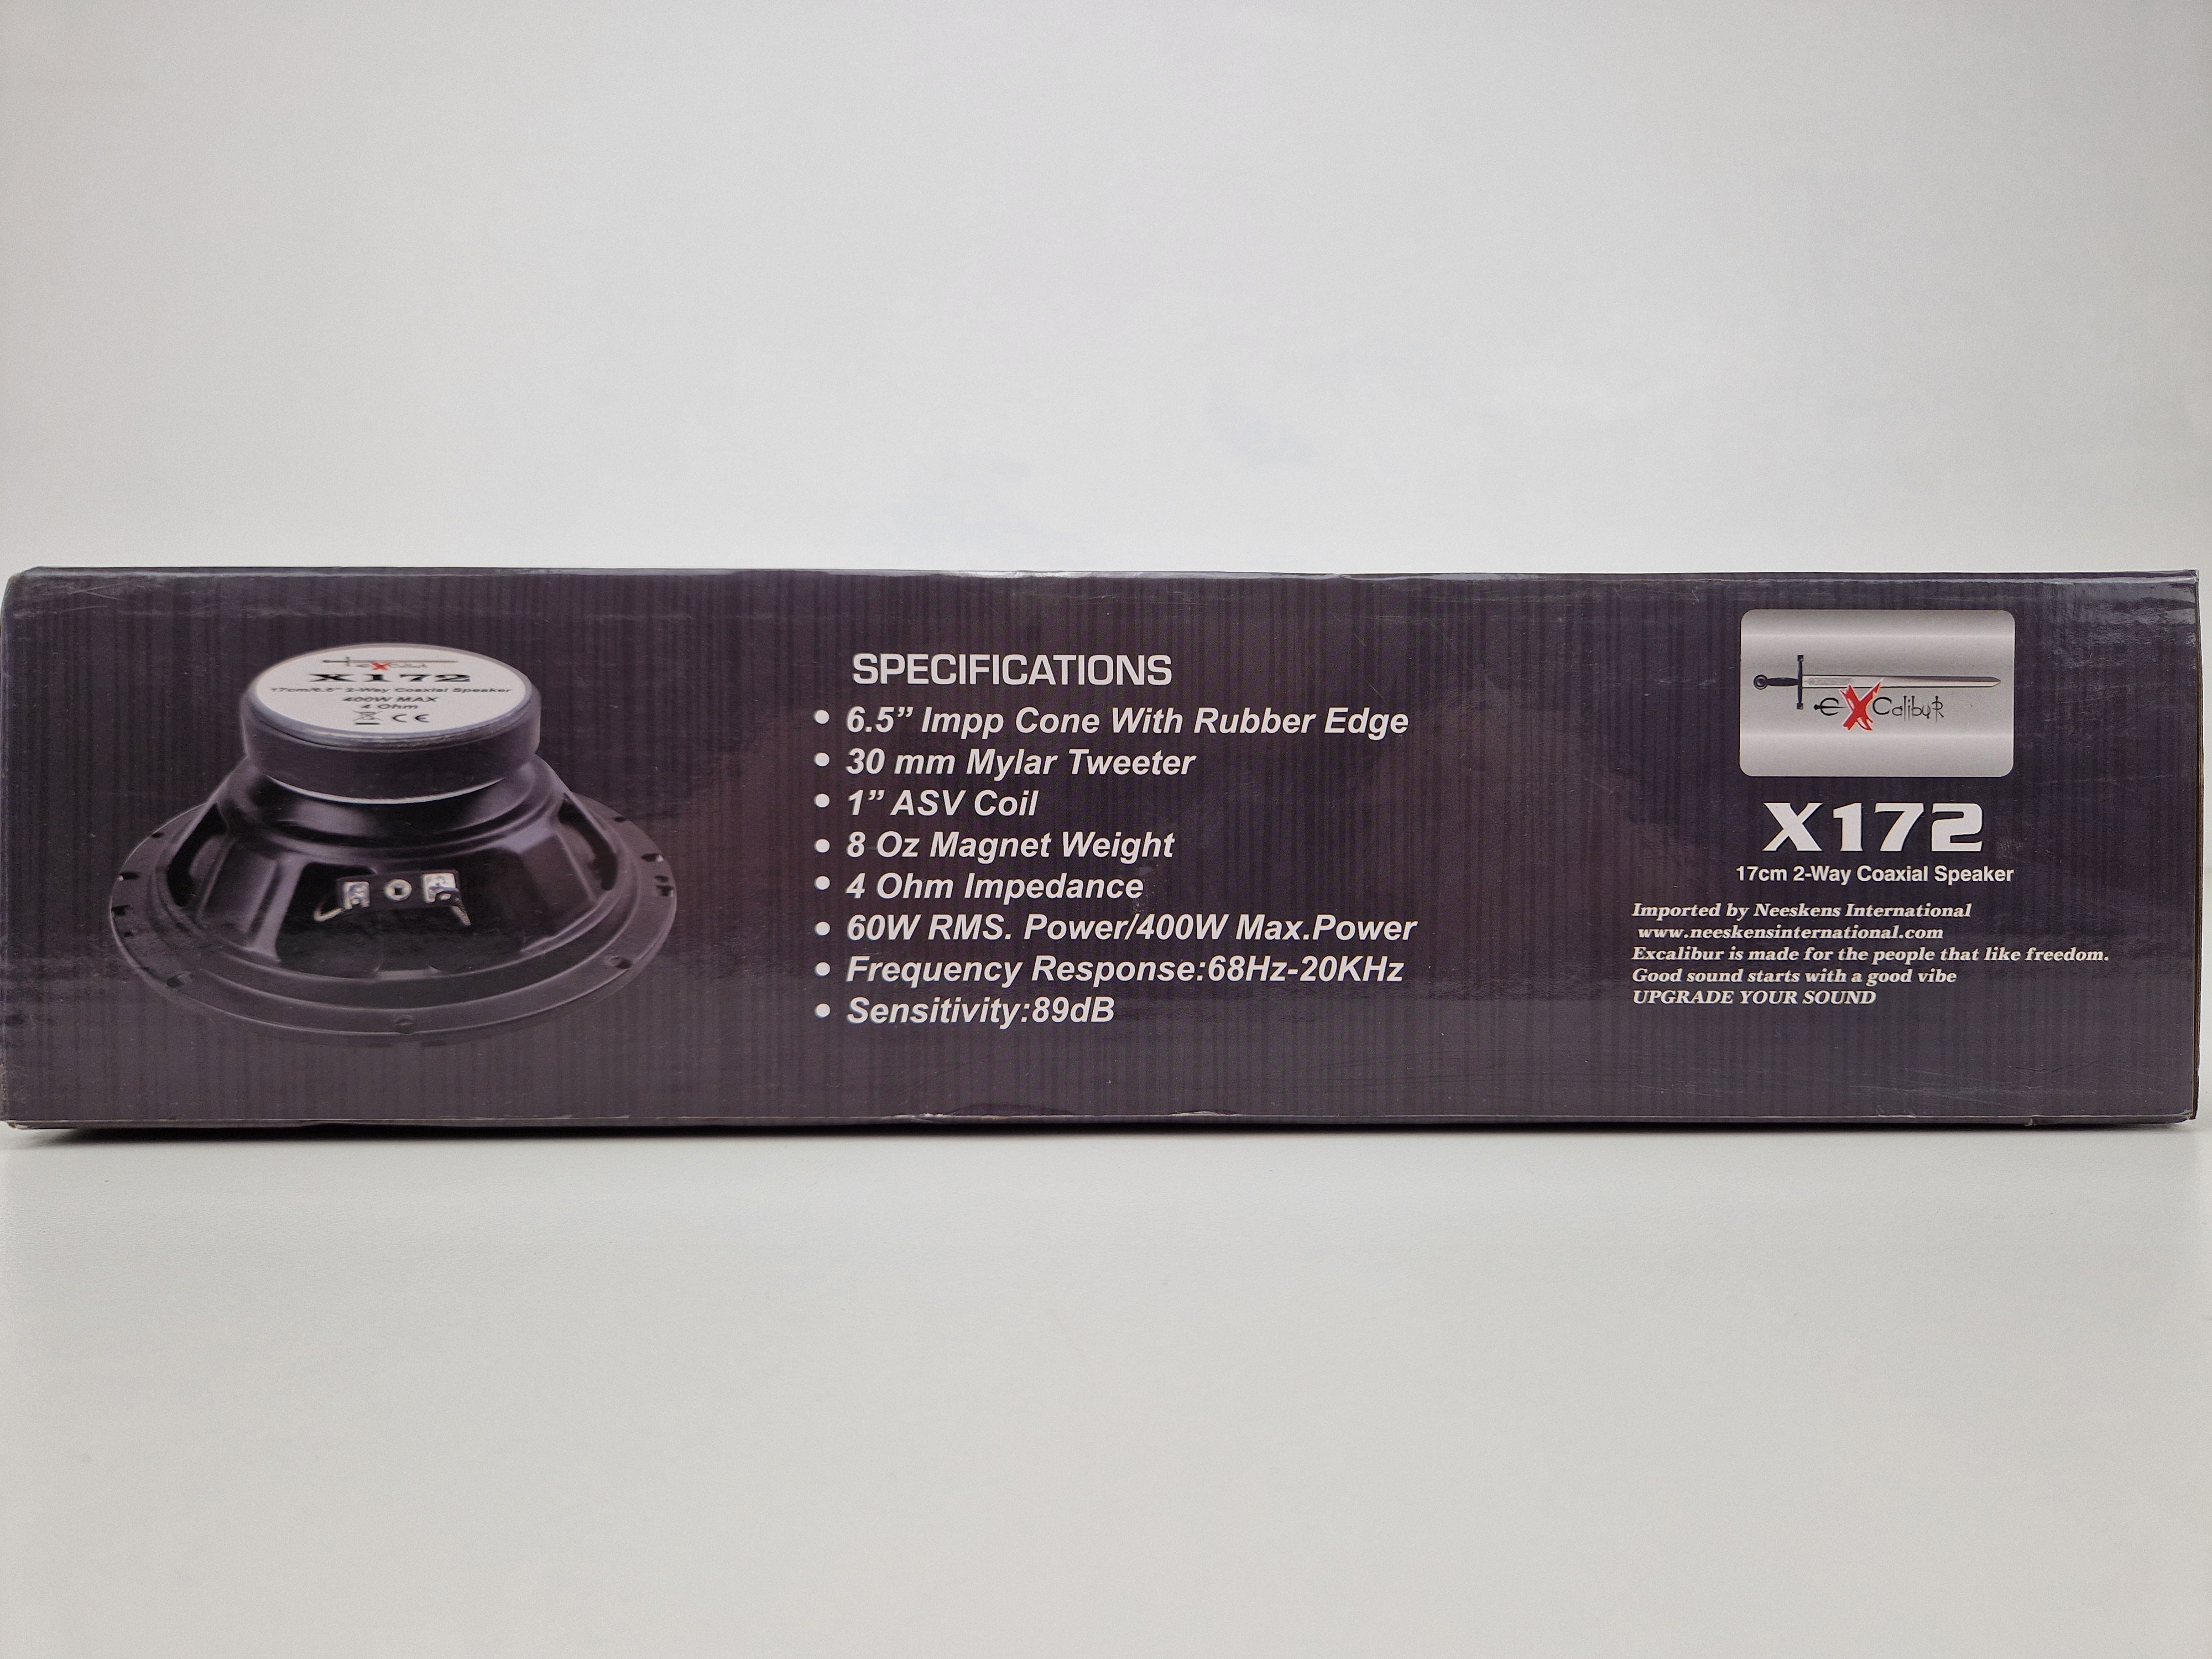 eXcalibur
X172
17cm/6.5" 2-Way Coaxial Speaker
400W MAX
4 Ohm
CE
SPECIFICATIONS
• 6.5” Impp Cone With Rubber Edge
• 30 mm Mylar Tweeter
• 1” ASV Coil
• 8 Oz Magnet Weight
• 4 Ohm Impedance
• 60W RMS. Power/400W Max.Power
• Frequency Response:68Hz-20KHz
• Sensitivity:89dB
eXcalibuR
X172
17cm 2-Way Coaxial Speaker
Imported by Neeskens International
www.neeskensinternational.com
Excalibur is made for the people that like freedom.
Good sound starts with a good vibe
UPGRADE YOUR SOUND